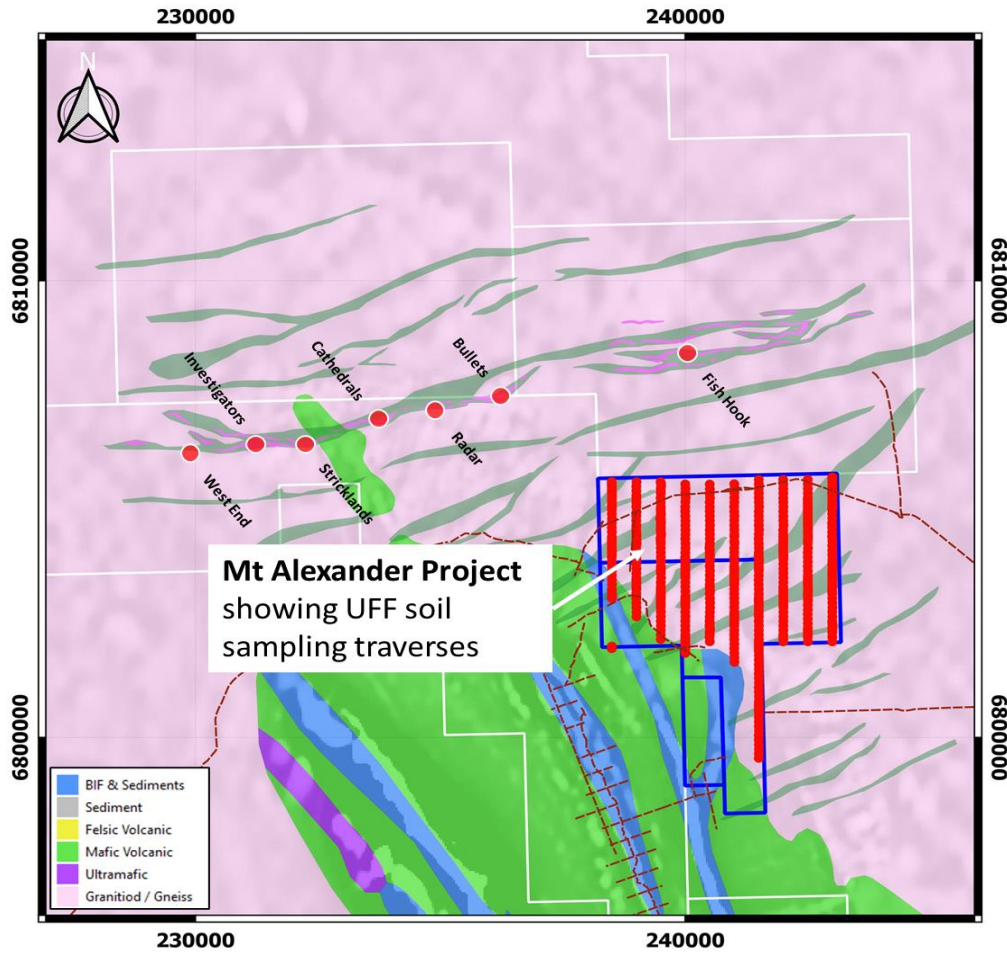 230000
240000
N
6810000
6810000
Investigators
Cathedrals
Bullets
Fish Hook
Radar
West End
Stricklands
Mt Alexander Project
showing UFF soil
sampling traverses
6800000
6800000
BIF & Sediments
Sediment
Felsic Volcanic
Mafic Volcanic
Ultramafic
Granitiod / Gneiss
230000
240000